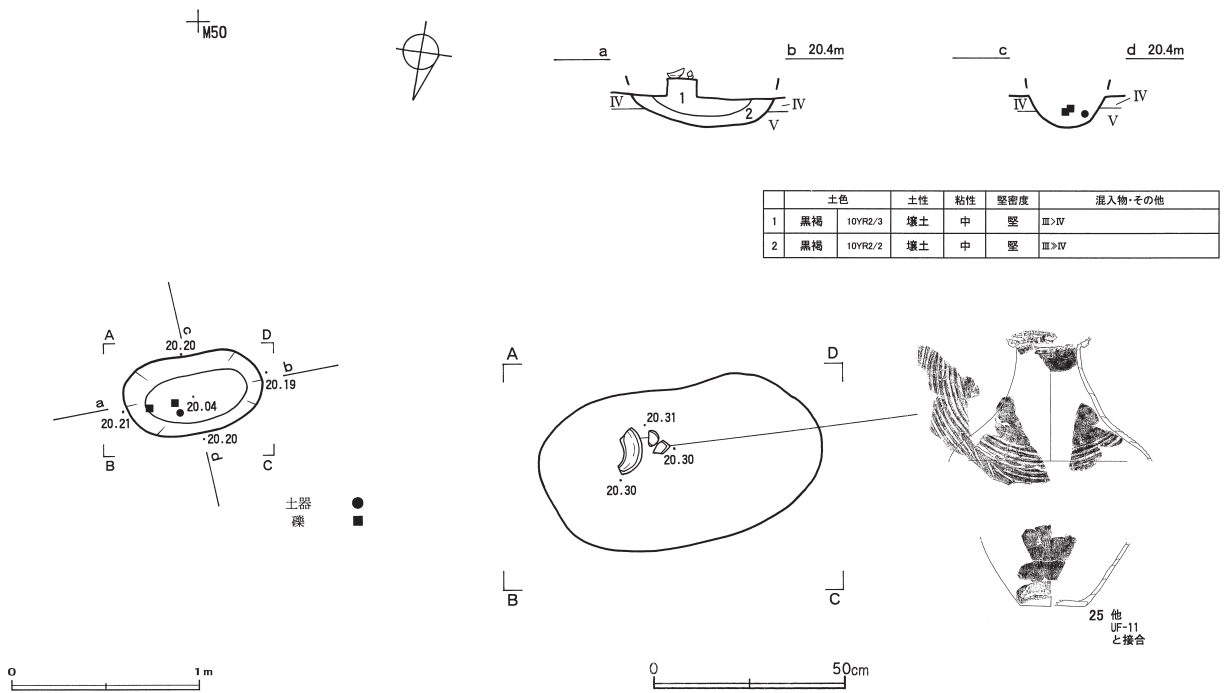 M50
a
b 20.4m
IV
1
2
IV
V
c
d 20.4m
IV
IV
V
土色 土性 粘性 堅密度 混入物・その他
1 黒褐 10YR2/3 壌土 中 堅 Ⅲ>Ⅳ
2 黒褐 10YR2/2 壌土 中 堅 Ⅲ≫Ⅳ
A
D
c
20.20
b
20.19
a
20.21
20.04
20.20
B
d
C
土器
礫
0 1m
A
D
20.31
20.30
20.30
B
C
0 50cm
25 他
UF-11
と接合